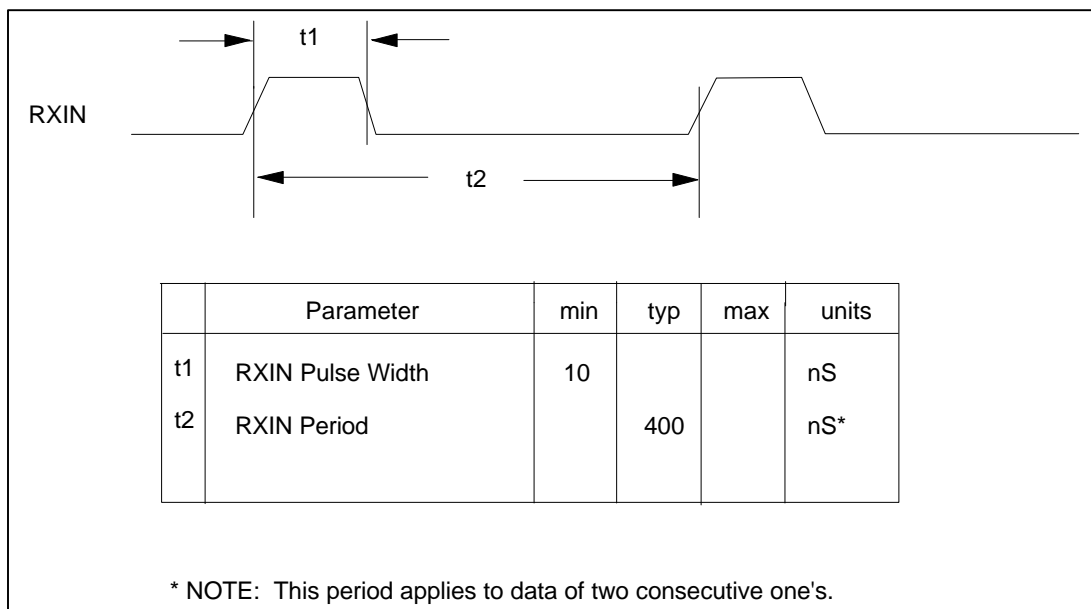 t1
RXIN
t2
Parameter min typ max units
t1 RXIN Pulse Width 10 nS
t2 RXIN Period 400 nS*
* NOTE: This period applies to data of two consecutive one's.